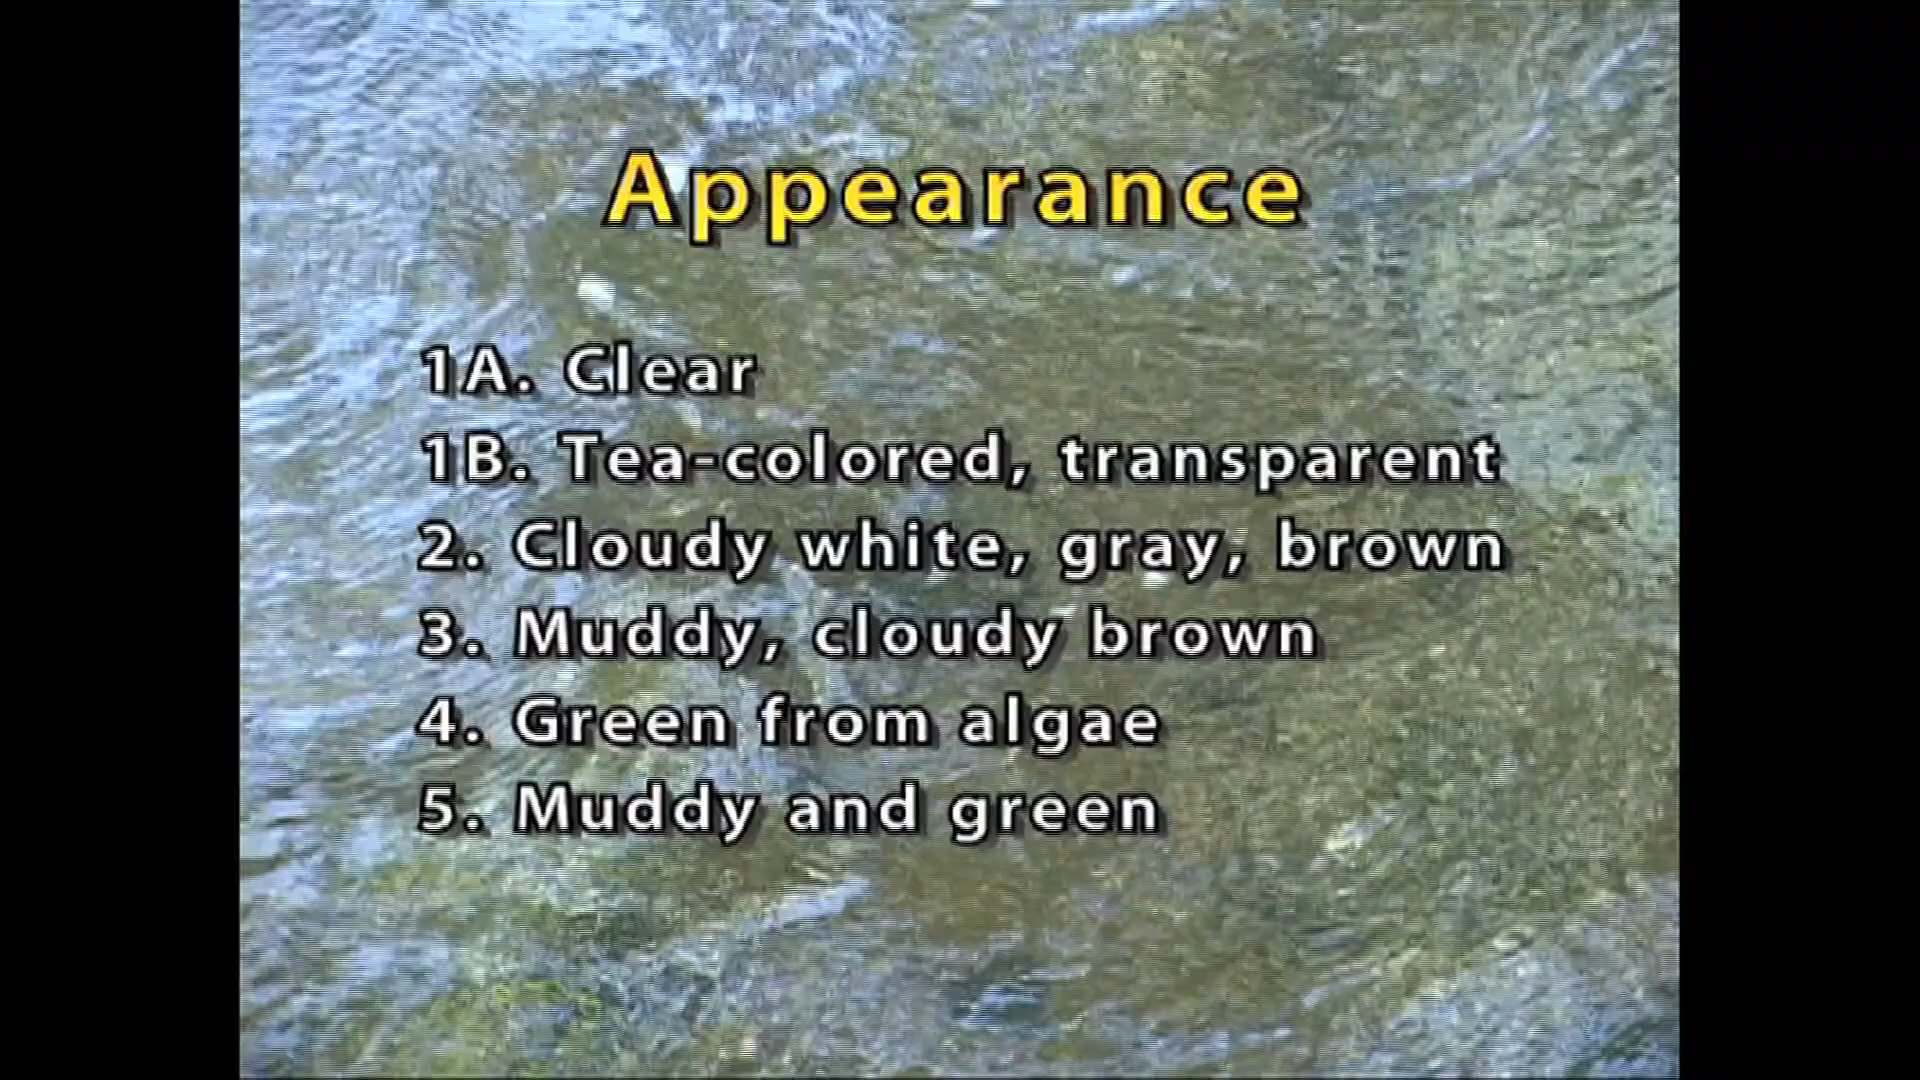 Appearance
1A. Clear
1B. Tea-colored, transparent
2. Cloudy white, gray, brown
3. Muddy, cloudy brown
4. Green from algae
5. Muddy and green